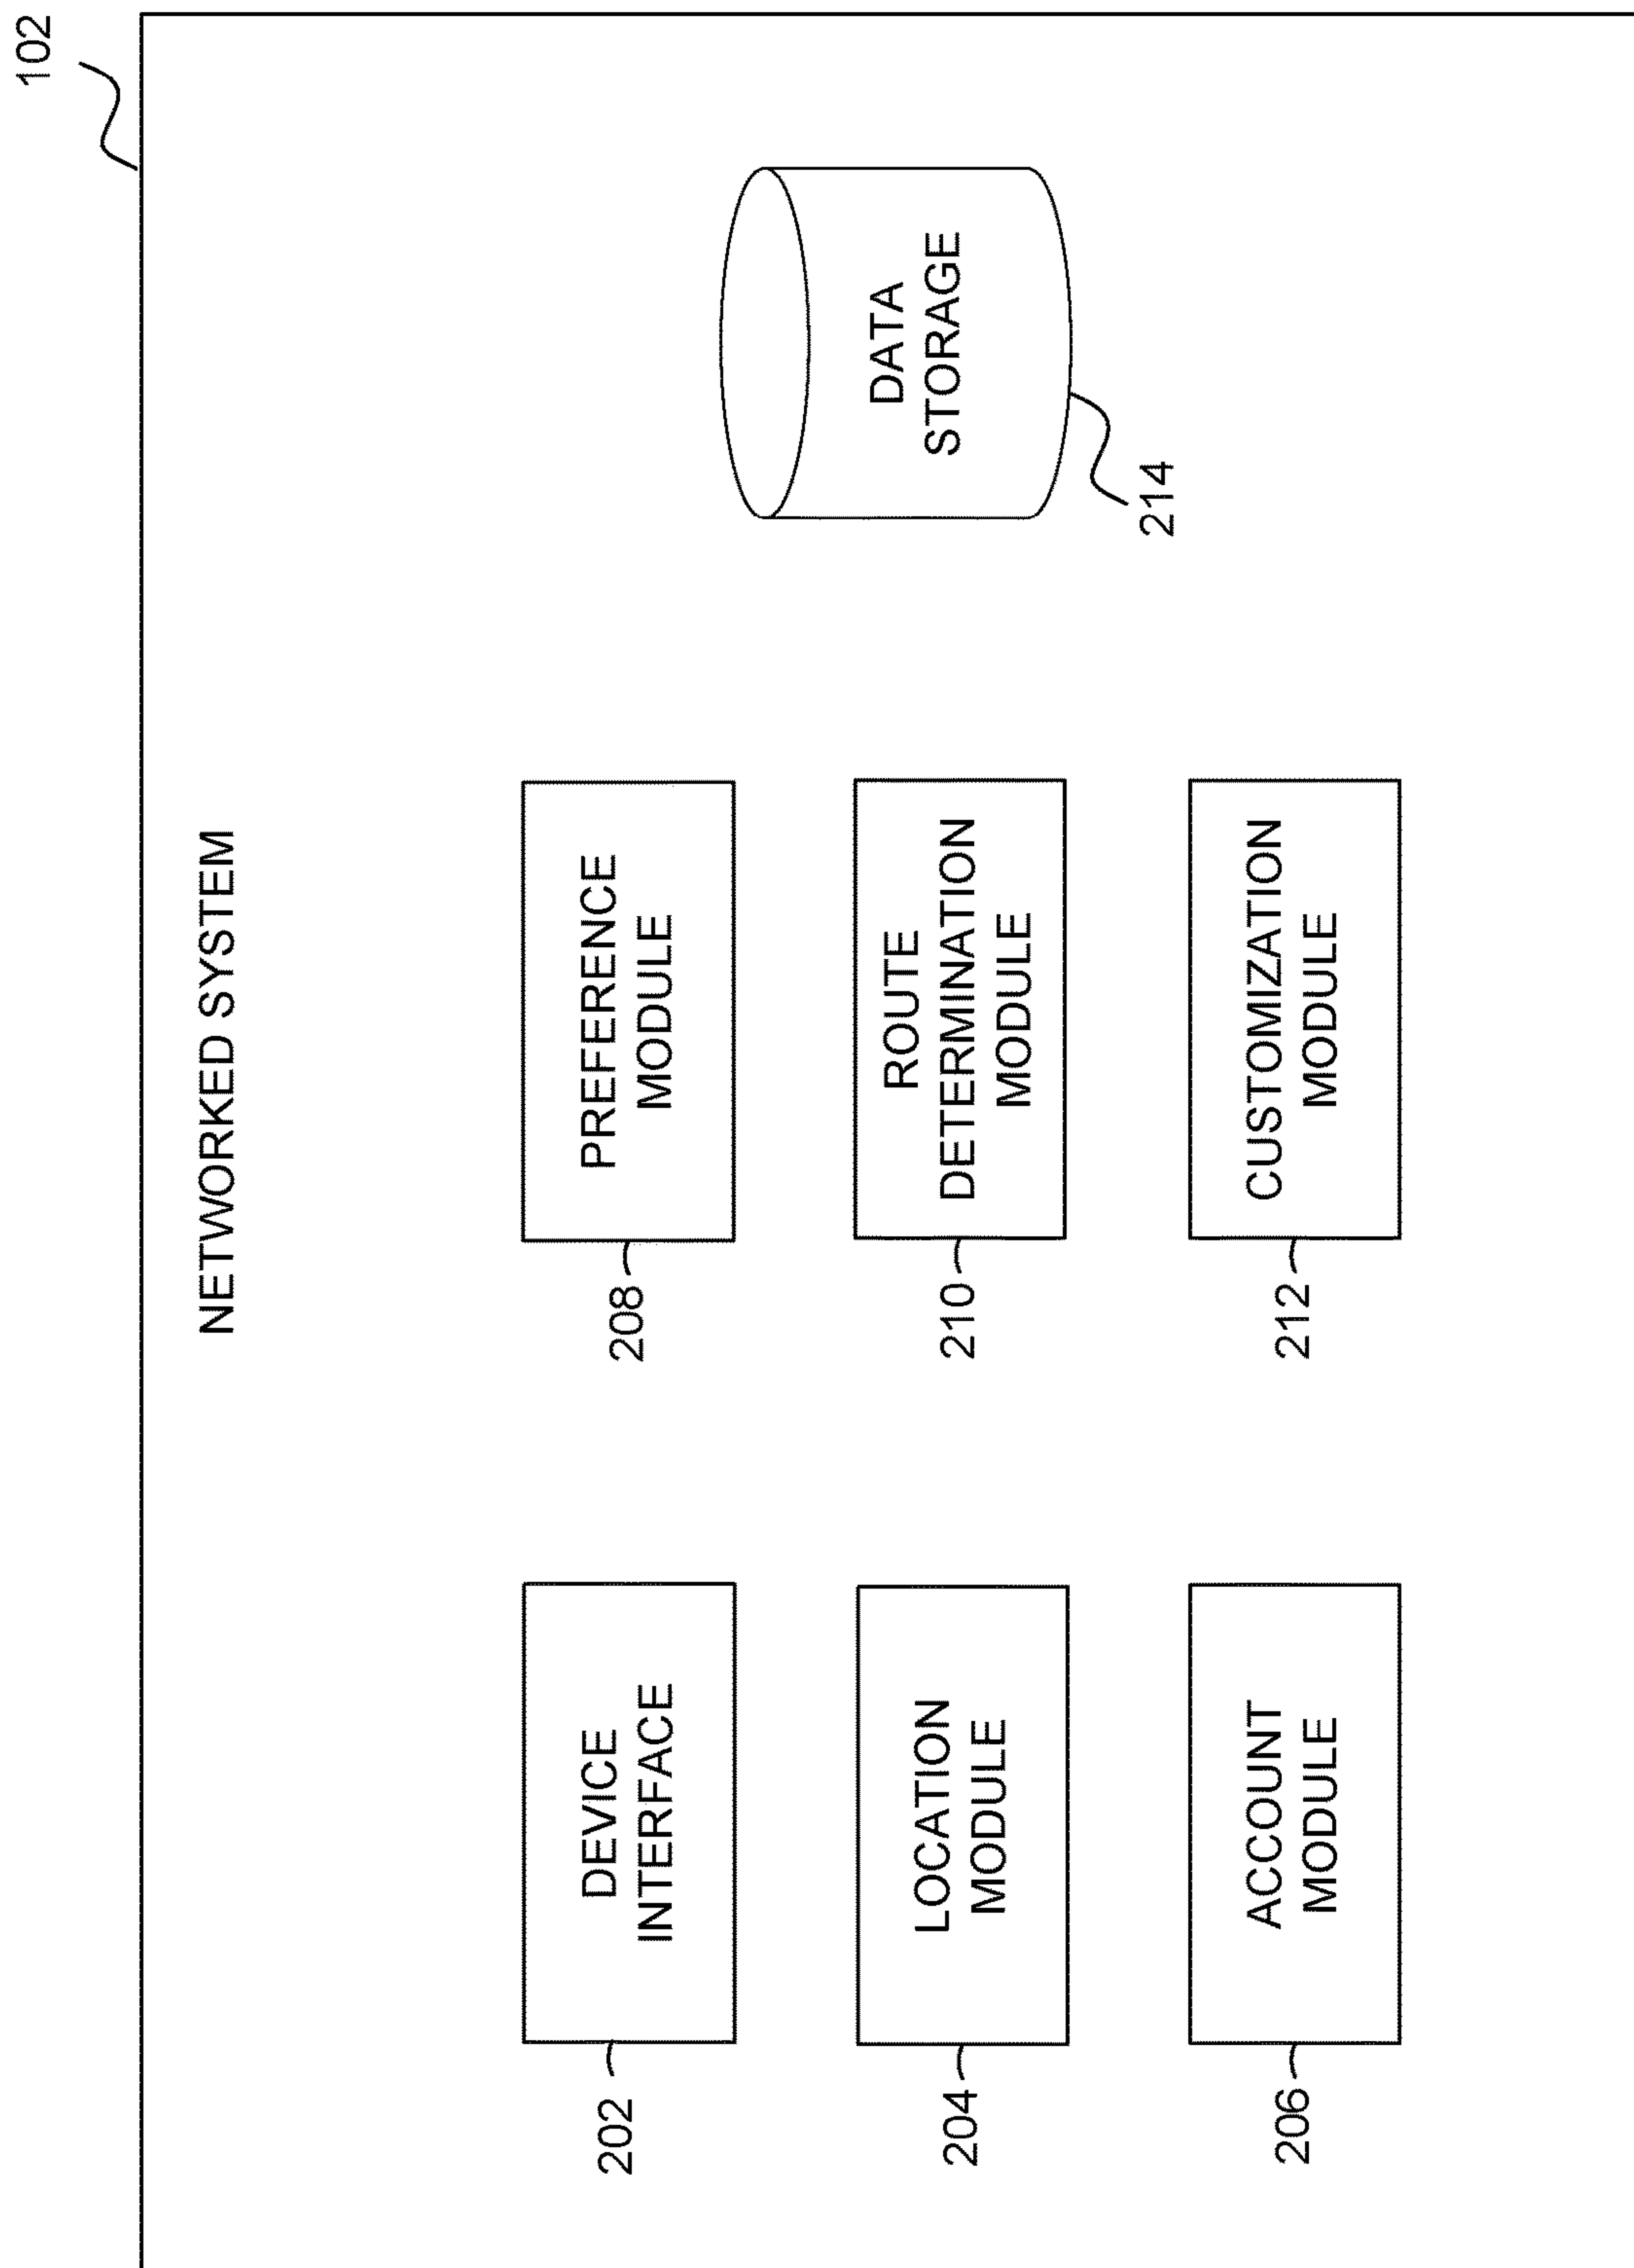 102
NETWORKED SYSTEM
202
DEVICE
INTERFACE
208
PREFERENCE
MODULE
204
LOCATION
MODULE
210
ROUTE
DETERMINATION
MODULE
DATA
STORAGE
214
206
ACCOUNT
MODULE
212
CUSTOMIZATION
MODULE